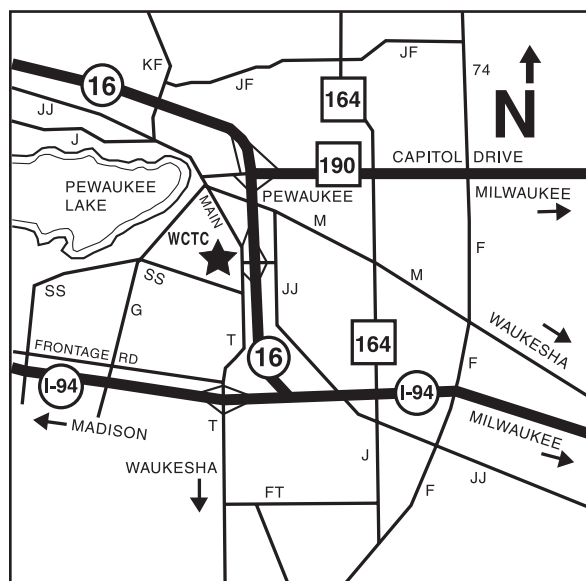 KF
JF
JF
74
16
JJ
164
N
J
190
CAPITOL DRIVE
PEWAUKEE
LAKE
PEWAUKEE
MILWAUKEE
MAIN
M
WCTC
F
SS
SS
JJ
M
G
WAUKESHA
T
FRONTAGE RD
16
164
F
I-94
I-94
MADISON
T
MILWAUKEE
WAUKESHA
J
JJ
FT
F